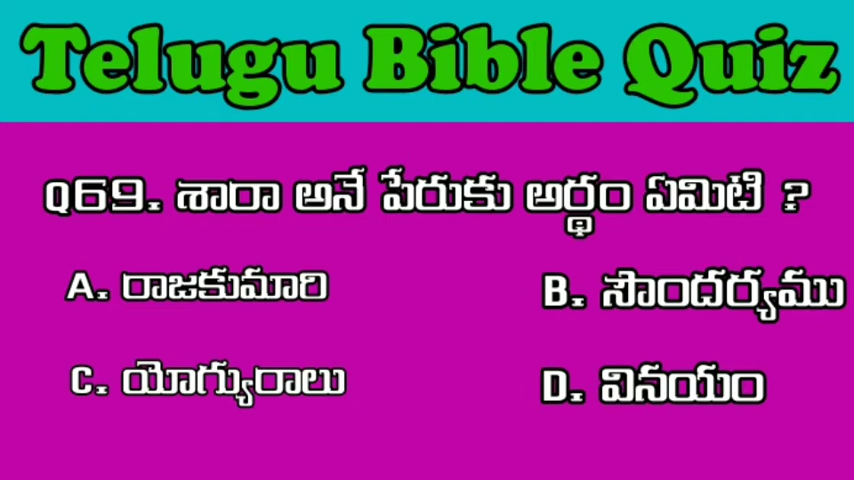 Telugu Bible Quiz
Q69. శారా అనే పేరుకు అర్థం ఏమిటి ?
A. రాజకుమారి
B. సౌందర్యము
C. యోగ్యురాలు
D. వినయం